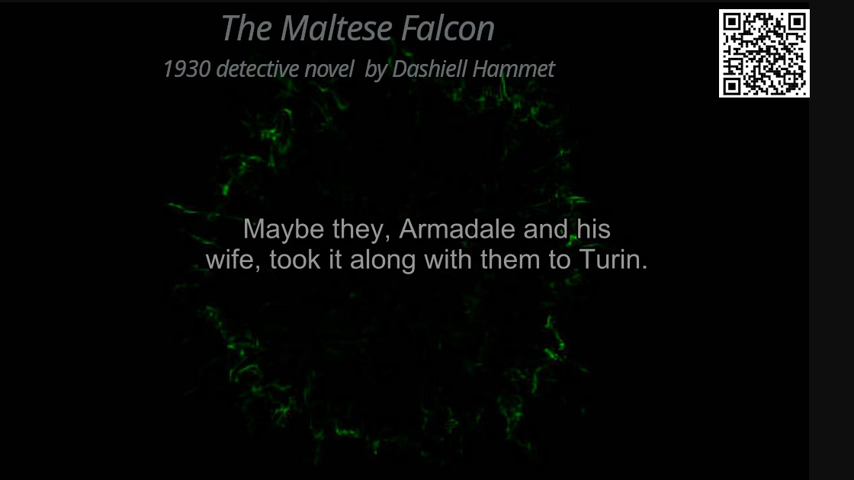 The Maltese Falcon
1930 detective novel by Dashiell Hammet
Maybe they, Armadale and his
wife, took it along with them to Turin.